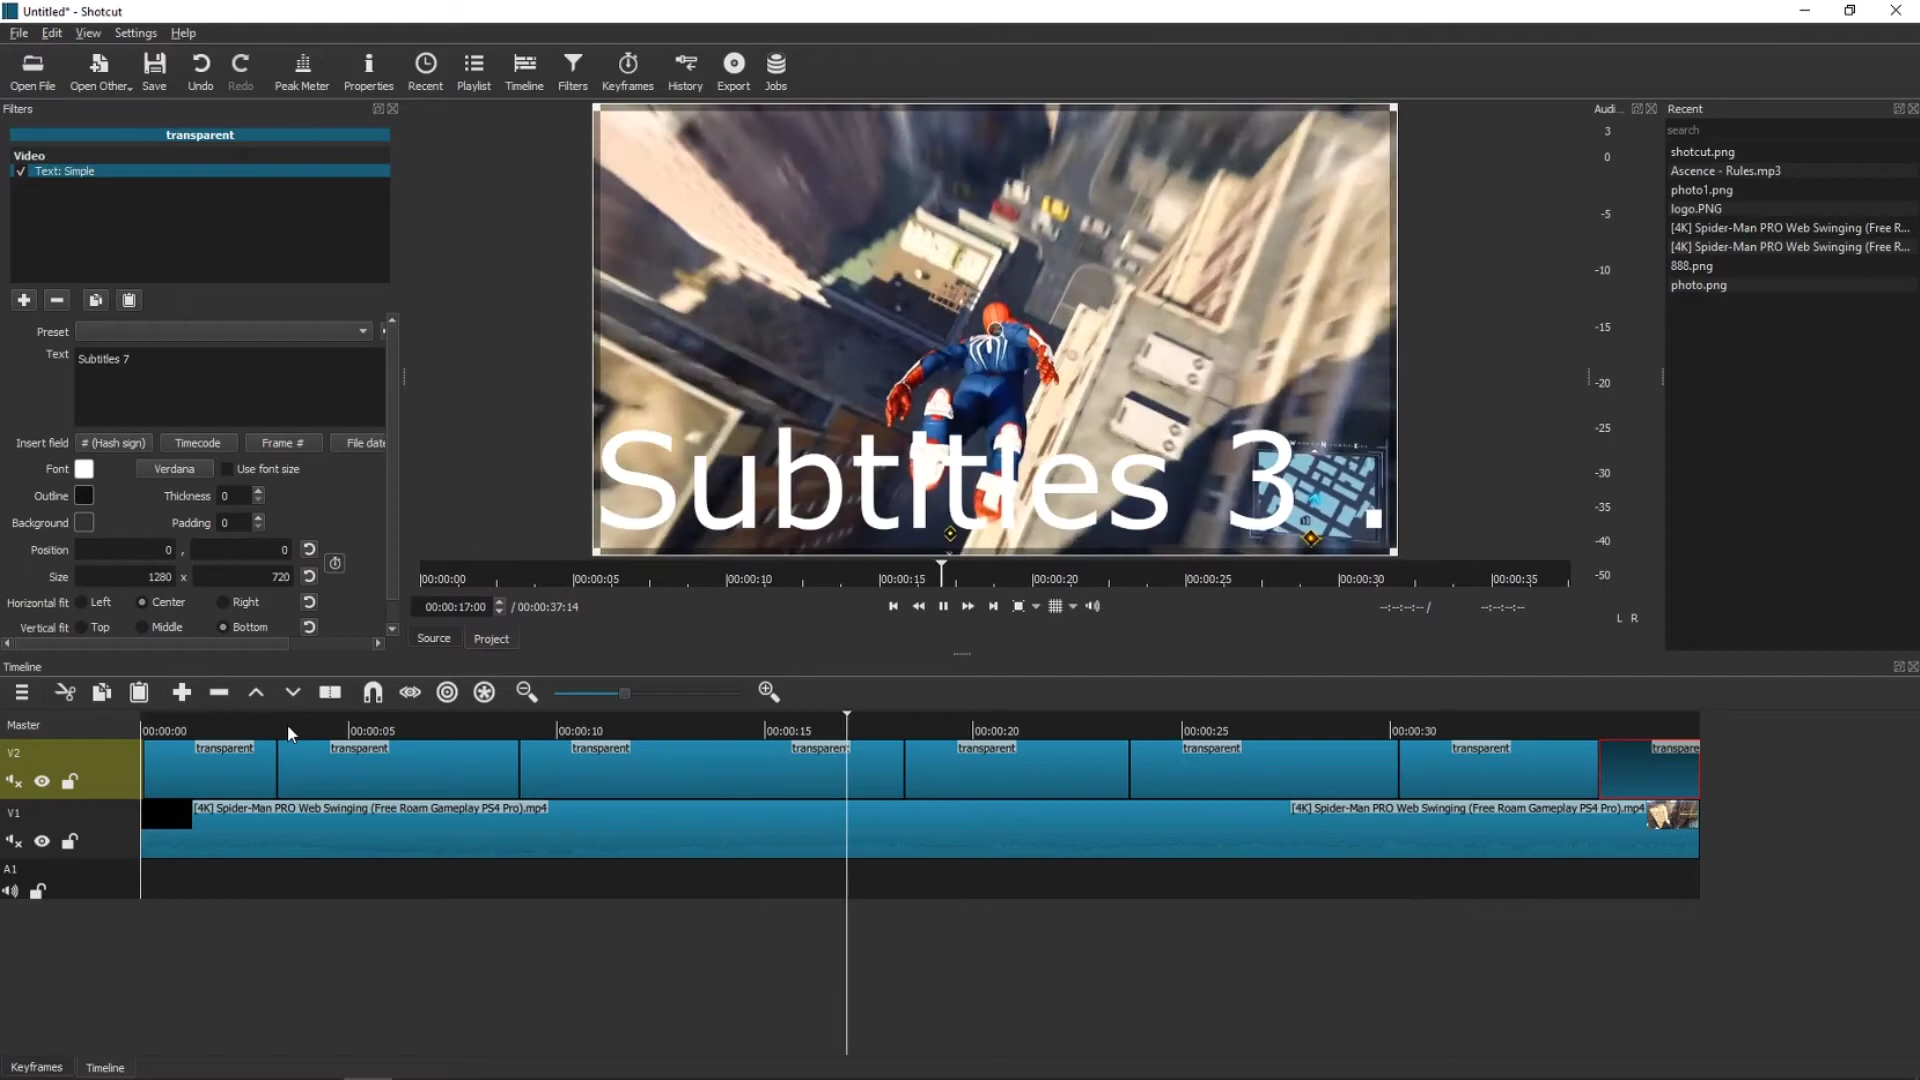 Untitled* - Shotcut
File Edit View Settings Help
Open File Open Other... Save Undo Redo Peak Meter Properties Recent Playlist Timeline Filters Keyframes History Export Jobs
Filters
transparent
Video
Text: Simple
Preset
Text Subtitles 7
Insert field # (Hash sign) Timecode Frame # File date
Font Verdana Use font size
Outline Thickness 0
Background Padding 0
Position 0 , 0
Size 1280 x 720
Horizontal fit Left Center Right
Vertical fit Top Middle Bottom
Subtitles 3 .
00:00:00 00:00:05 00:00:10 00:00:15 00:00:20 00:00:25 00:00:30 00:00:35
00:00:17:00 / 00:00:37:14 --:--:--:-- / --:--:--:--
Source Project
Audi...
3
0
-5
-10
-15
-20
-25
-30
-35
-40
-50
L R
Recent
search
shotcut.png
Ascence - Rules.mp3
photo1.png
logo.PNG
[4K] Spider-Man PRO Web Swinging (Free R...
[4K] Spider-Man PRO Web Swinging (Free R...
888.png
photo.png
Timeline
Master
00:00:00 00:00:05 00:00:10 00:00:15 00:00:20 00:00:25 00:00:30
V2
transparent transparent transparent transparent transparent transparent transparent transpare
V1
[4K] Spider-Man PRO Web Swinging (Free Roam Gameplay PS4 Pro).mp4 [4K] Spider-Man PRO Web Swinging (Free Roam Gameplay PS4 Pro).mp4
A1
Keyframes Timeline